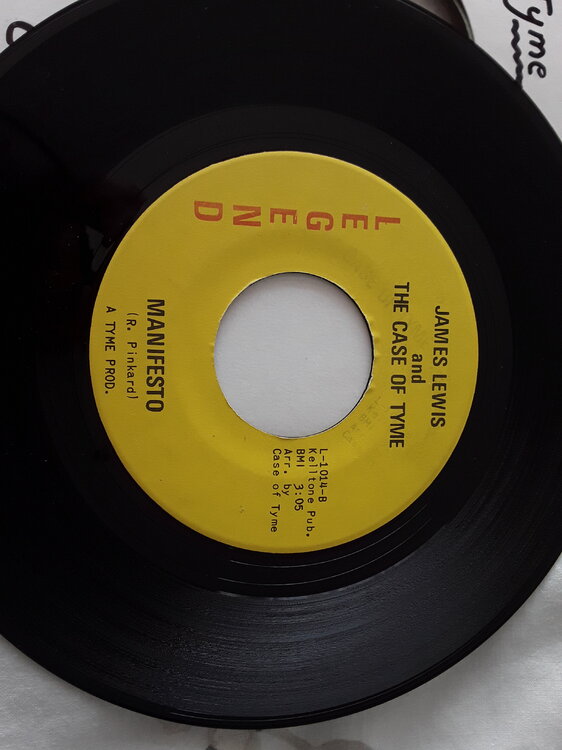 Tyme
LEGEND
JAMES LEWIS
and
THE CASE OF TYME
L-1014-B
Kelltone Pub.
BMI 3:05
Arr. by
Case of Tyme
MANIFESTO
(R. Pinkard)
A TYME PROD.